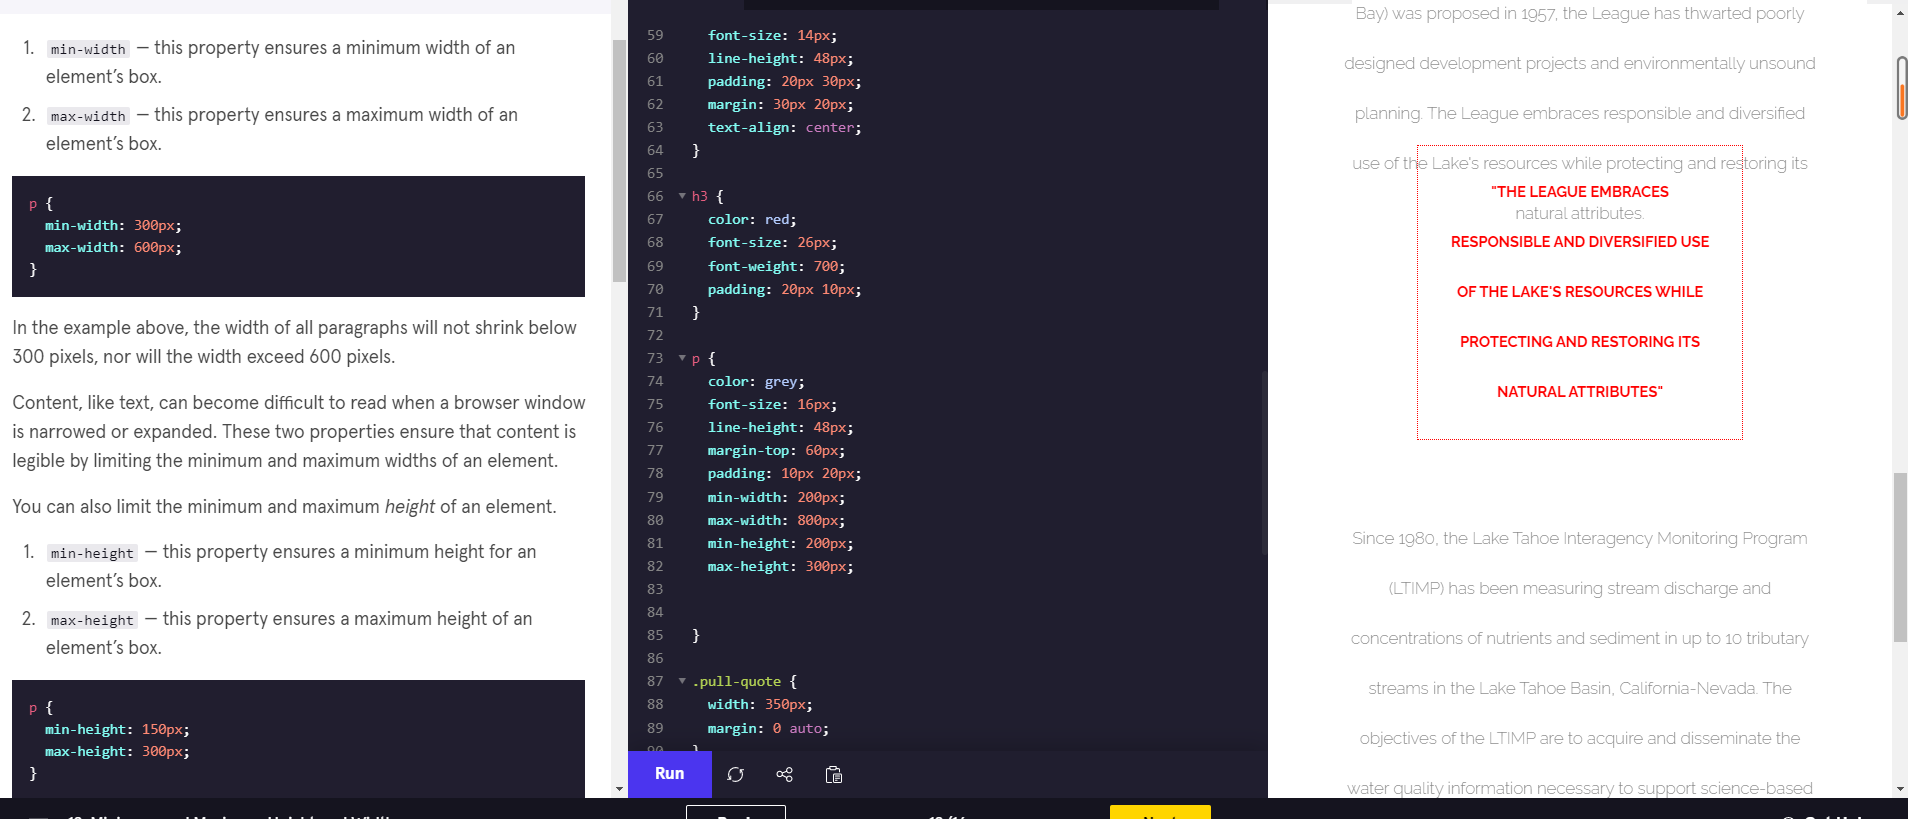 1. min-width — this property ensures a minimum width of an
element's box.
2. max-width — this property ensures a maximum width of an
element's box.
p {
min-width: 300px;
max-width: 600px;
}
In the example above, the width of all paragraphs will not shrink below
300 pixels, nor will the width exceed 600 pixels.
Content, like text, can become difficult to read when a browser window
is narrowed or expanded. These two properties ensure that content is
legible by limiting the minimum and maximum widths of an element.
You can also limit the minimum and maximum height of an element.
1. min-height — this property ensures a minimum height for an
element's box.
2. max-height — this property ensures a maximum height of an
element's box.
p {
min-height: 150px;
max-height: 300px;
}
59 font-size: 14px;
60 line-height: 48px;
61 padding: 20px 30px;
62 margin: 30px 20px;
63 text-align: center;
64 }
65
66 h3 {
67 color: red;
68 font-size: 26px;
69 font-weight: 700;
70 padding: 20px 10px;
71 }
72
73 p {
74 color: grey;
75 font-size: 16px;
76 line-height: 48px;
77 margin-top: 60px;
78 padding: 10px 20px;
79 min-width: 200px;
80 max-width: 800px;
81 min-height: 200px;
82 max-height: 300px;
83
84
85 }
86
87 .pull-quote {
88 width: 350px;
89 margin: 0 auto;
90 }
Run
Bay) was proposed in 1957, the League has thwarted poorly
designed development projects and environmentally unsound
planning. The League embraces responsible and diversified
use of the Lake's resources while protecting and restoring its
"THE LEAGUE EMBRACES
natural attributes.
RESPONSIBLE AND DIVERSIFIED USE
OF THE LAKE'S RESOURCES WHILE
PROTECTING AND RESTORING ITS
NATURAL ATTRIBUTES"
Since 1980, the Lake Tahoe Interagency Monitoring Program
(LTIMP) has been measuring stream discharge and
concentrations of nutrients and sediment in up to 10 tributary
streams in the Lake Tahoe Basin, California-Nevada. The
objectives of the LTIMP are to acquire and disseminate the
water quality information necessary to support science-based